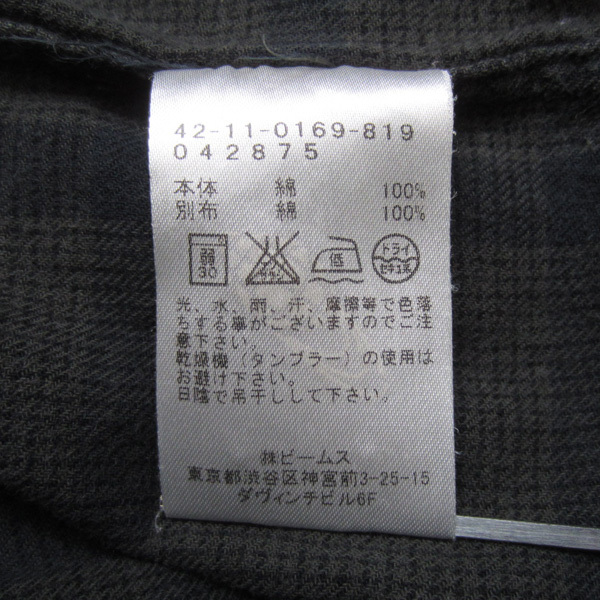 42-11-0169-819
042875
本体 綿 100%
別布 綿 100%
弱 30 低 ドライ セキユ系
光、水、雨、汗、摩擦等で色落
ちする事がございますのでご注
意下さい。
乾燥機（タンブラー）の使用は
お避け下さい。
日陰で吊干しして下さい。
㈱ビームス
東京都渋谷区神宮前3-25-15
ダヴィンチビル6F